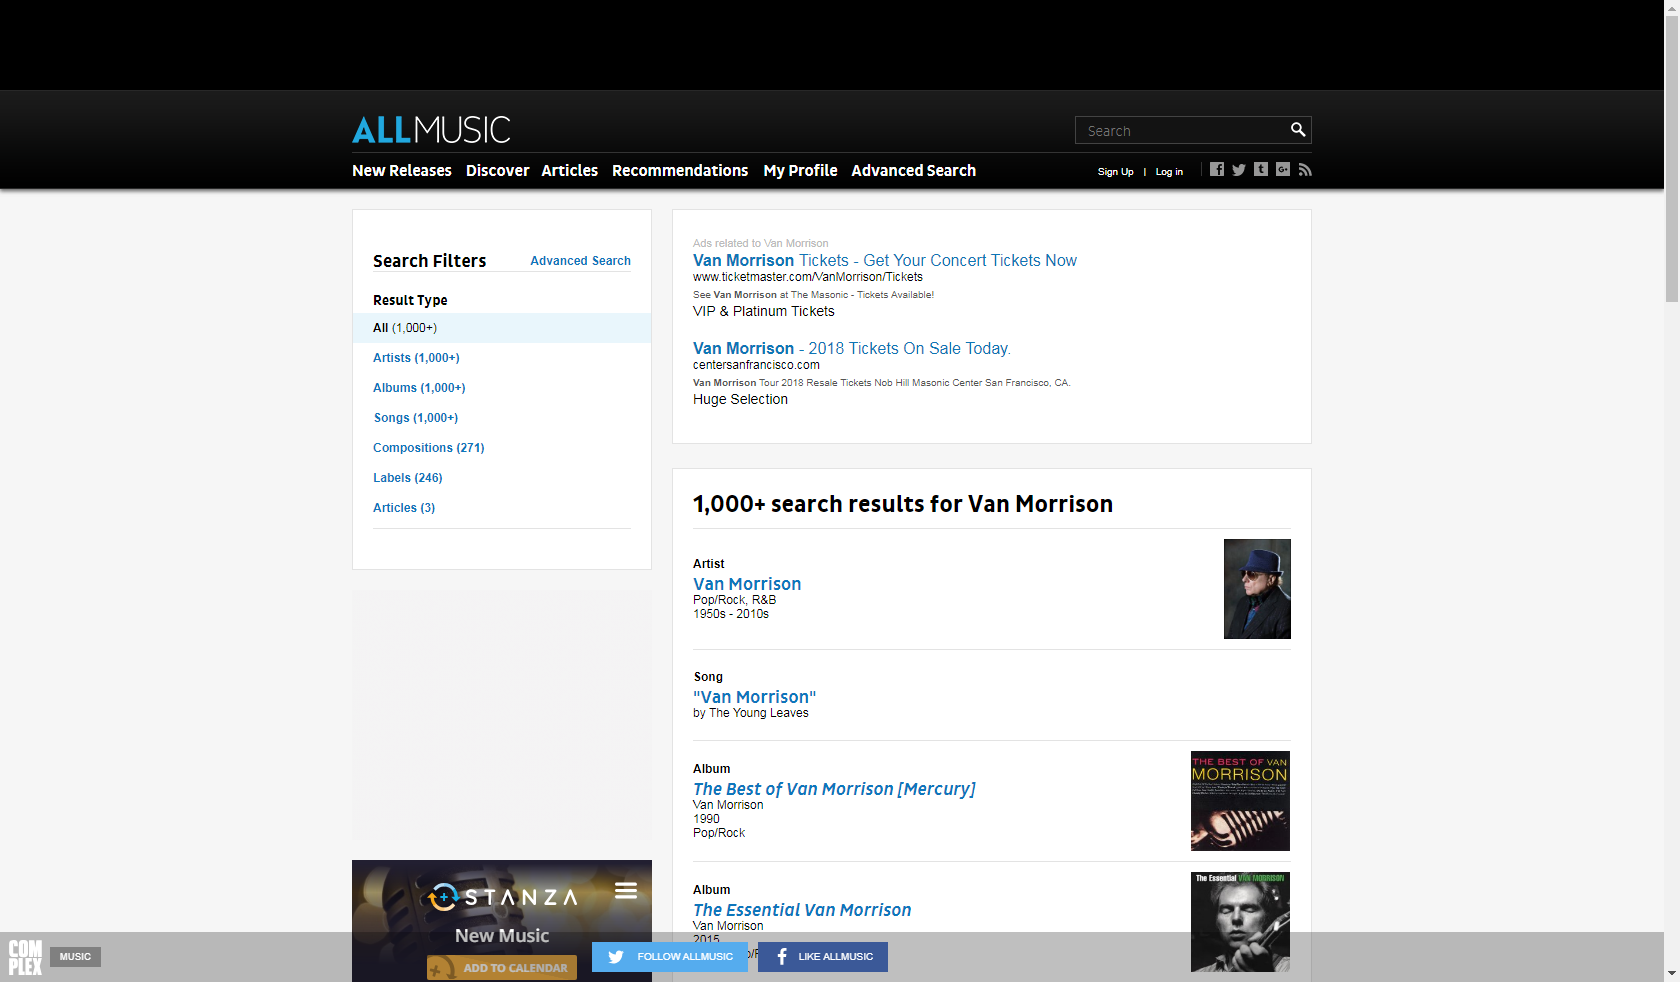 ALLMUSIC
Search
New Releases Discover Articles Recommendations My Profile Advanced Search
Sign Up | Log in
Search Filters
Advanced Search
Result Type
All (1,000+)
Artists (1,000+)
Albums (1,000+)
Songs (1,000+)
Compositions (271)
Labels (246)
Articles (3)
Ads related to Van Morrison
Van Morrison Tickets - Get Your Concert Tickets Now
www.ticketmaster.com/VanMorrison/Tickets
See Van Morrison at The Masonic - Tickets Available!
VIP & Platinum Tickets
Van Morrison - 2018 Tickets On Sale Today.
centersanfrancisco.com
Van Morrison Tour 2018 Resale Tickets Nob Hill Masonic Center San Francisco, CA.
Huge Selection
1,000+ search results for Van Morrison
Artist
Van Morrison
Pop/Rock, R&B
1950s - 2010s
Song
"Van Morrison"
by The Young Leaves
Album
The Best of Van Morrison [Mercury]
Van Morrison
1990
Pop/Rock
THE BEST OF VAN
MORRISON
Album
The Essential Van Morrison
Van Morrison
2015
The Essential VAN MORRISON
STANZA
New Music
ADD TO CALENDAR
COM
PLEX
MUSIC
FOLLOW ALLMUSIC
LIKE ALLMUSIC